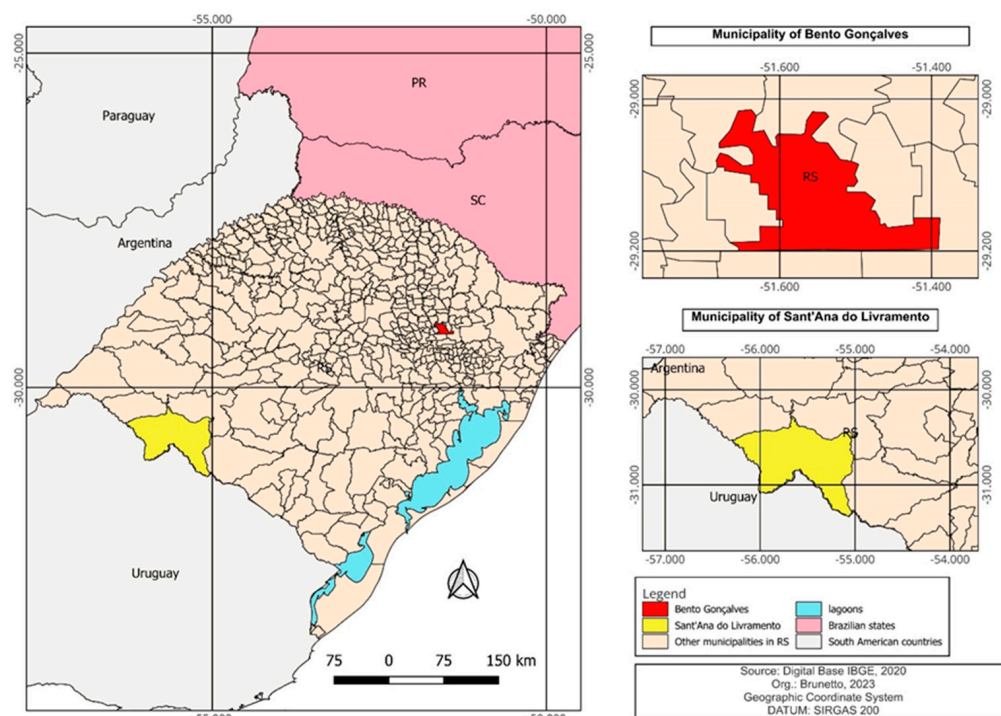 -55.000
-50.000
-25.000
-25.000
PR
Paraguay
SC
Argentina
RS
-30.000
-30.000
Uruguay
75 0 75 150 km
-55.000
-50.000
Municipality of Bento Gonçalves
-51.600
-51.400
-29.000
-29.000
RS
-29.200
-29.200
-51.600
-51.400
Municipality of Sant'Ana do Livramento
-57.000
-56.000
-55.000
-54.000
Argentina
-30.000
-30.000
RS
-31.000
-31.000
Uruguay
-57.000
-56.000
-55.000
-54.000
Legend
Bento Gonçalves
lagoons
Sant'Ana do Livramento
Brazilian states
Other municipalities in RS
South American countries
Source: Digital Base IBGE, 2020
Org.: Brunetto, 2023
Geographic Coordinate System
DATUM: SIRGAS 200